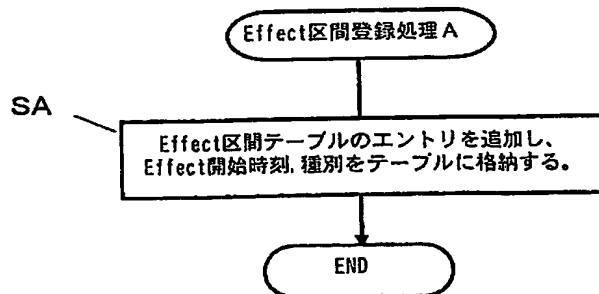 Effect区間登録処理A
SA
Effect区間テーブルのエントリを追加し、
Effect開始時刻,種別をテーブルに格納する。
END